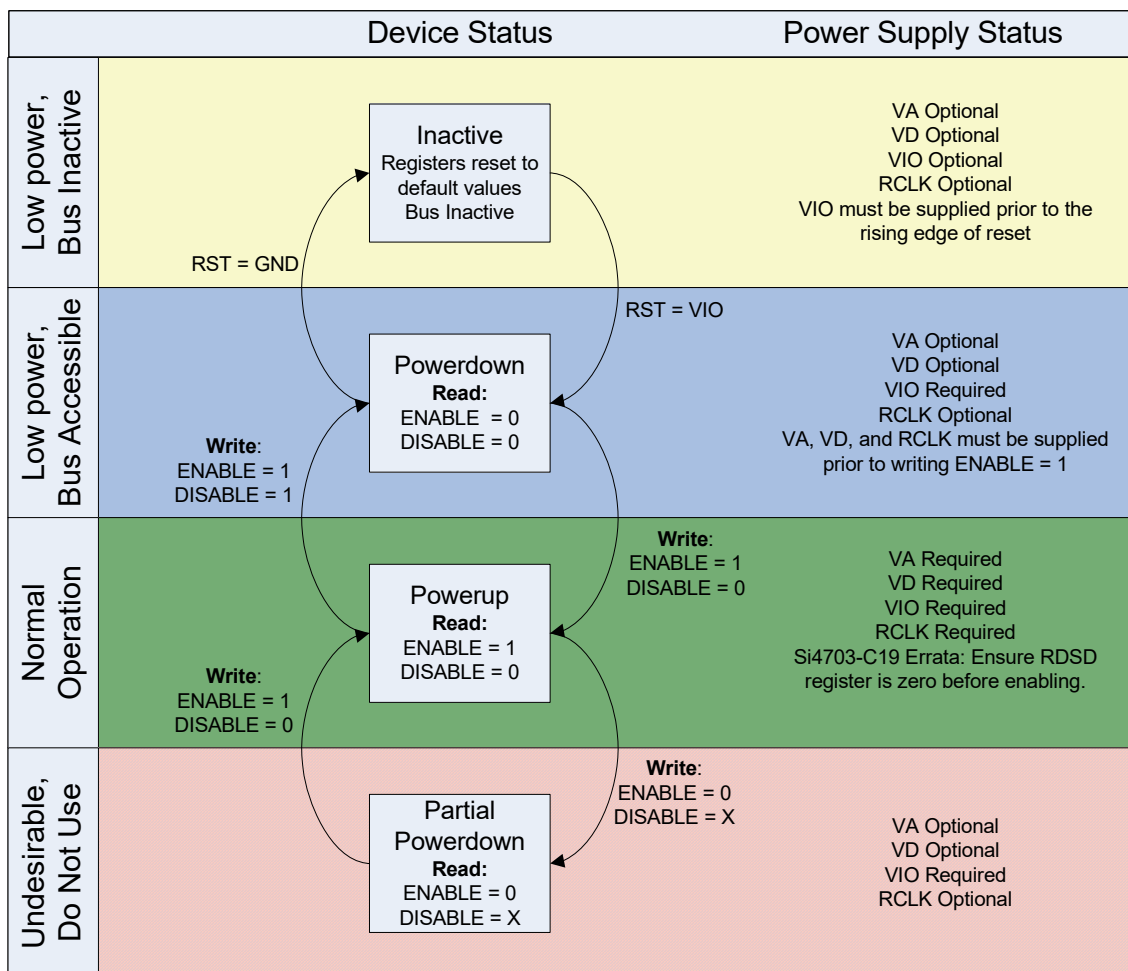 Device Status
Power Supply Status
Low power,
Bus Inactive
Inactive
Registers reset to
default values
Bus Inactive
RST = GND
VA Optional
VD Optional
VIO Optional
RCLK Optional
VIO must be supplied prior to the
rising edge of reset
Low power,
Bus Accessible
RST = VIO
Powerdown
Read:
ENABLE = 0
DISABLE = 0
Write:
ENABLE = 1
DISABLE = 1
VA Optional
VD Optional
VIO Required
RCLK Optional
VA, VD, and RCLK must be supplied
prior to writing ENABLE = 1
Normal
Operation
Write:
ENABLE = 1
DISABLE = 0
Powerup
Read:
ENABLE = 1
DISABLE = 0
Write:
ENABLE = 1
DISABLE = 0
VA Required
VD Required
VIO Required
RCLK Required
Si4703-C19 Errata: Ensure RDSD
register is zero before enabling.
Undesirable,
Do Not Use
Write:
ENABLE = 0
DISABLE = X
Partial
Powerdown
Read:
ENABLE = 0
DISABLE = X
VA Optional
VD Optional
VIO Required
RCLK Optional